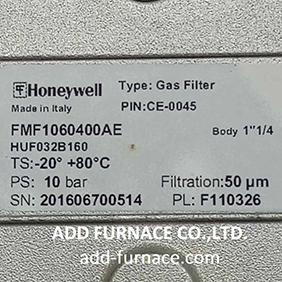 Honeywell Type: Gas Filter
Made in Italy PIN:CE-0045
FMF1060400AE Body 1"1/4
HUF032B160
TS:-20° +80°C
PS: 10 bar Filtration:50 µm
SN: 201606700514 PL: F110326
ADD FURNACE CO.,LTD.
add-furnace.com